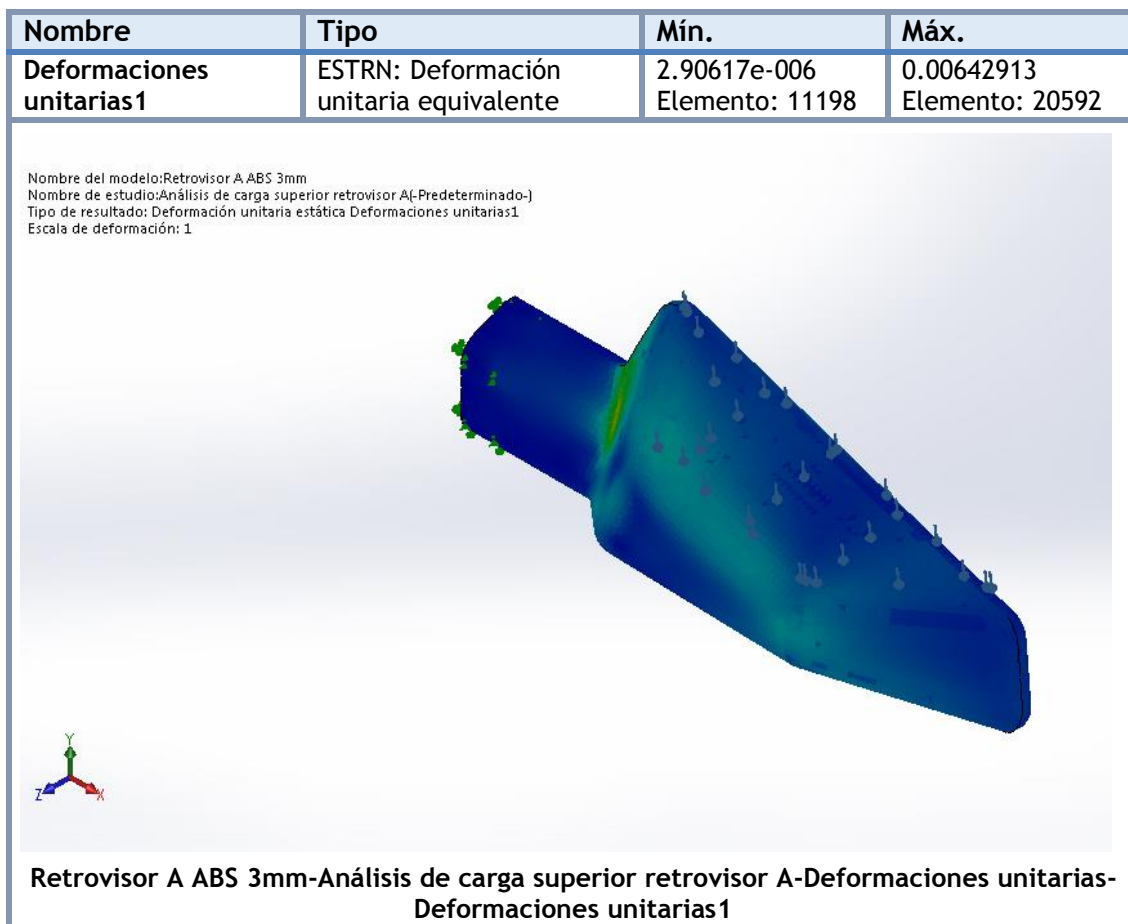 Nombre Tipo Mín. Máx.
Deformaciones unitarias1 ESTRN: Deformación unitaria equivalente 2.90617e-006 Elemento: 11198 0.00642913 Elemento: 20592
Nombre del modelo:Retrovisor A ABS 3mm
Nombre de estudio:Análisis de carga superior retrovisor A(-Predeterminado-)
Tipo de resultado: Deformación unitaria estática Deformaciones unitarias1
Escala de deformación: 1
Y
Z
X
Retrovisor A ABS 3mm-Análisis de carga superior retrovisor A-Deformaciones unitarias-
Deformaciones unitarias1